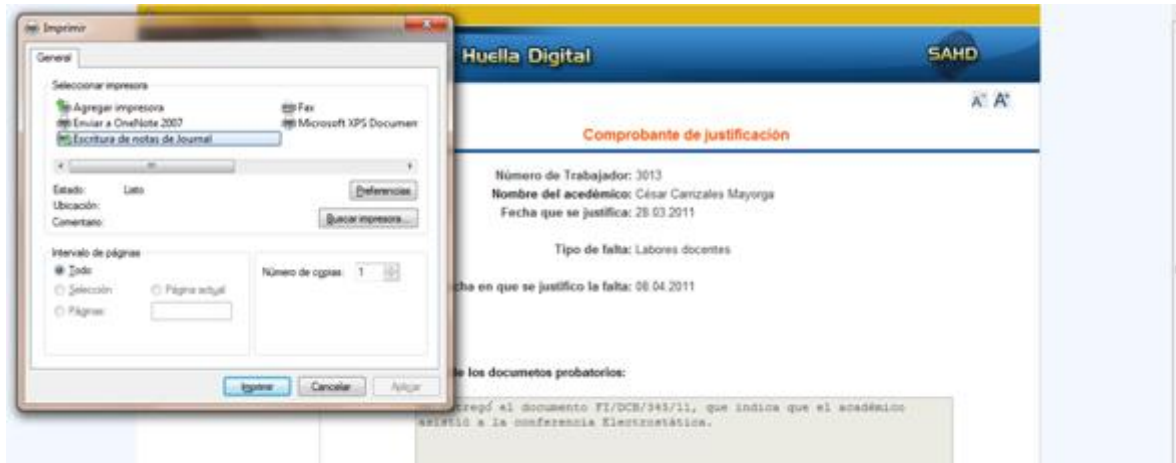 Imprimir
General
Seleccionar impresora
Agregar impresora
Fax
Enviar a OneNote 2007
Microsoft XPS Documen
Escritura de notas de Journal
Estado: Listo
Preferencias
Ubicación:
Comentario:
Buscar impresora...
Intervalo de páginas
Todo
Selección
Página actual
Páginas:
Número de copias: 1
Imprimir
Cancelar
Aplicar
Huella Digital
SAHD
A⁻ A⁺
Comprobante de justificación
Número de Trabajador: 3013
Nombre del académico: César Carrizales Mayorga
Fecha que se justifica: 28.03.2011
Tipo de falta: Labores docentes
cha en que se justifico la falta: 08.04.2011
de los documetos probatorios:
tregó el documento FI/DCB/345/11, que indica que el académico
asistió a la conferencia Electrostática.